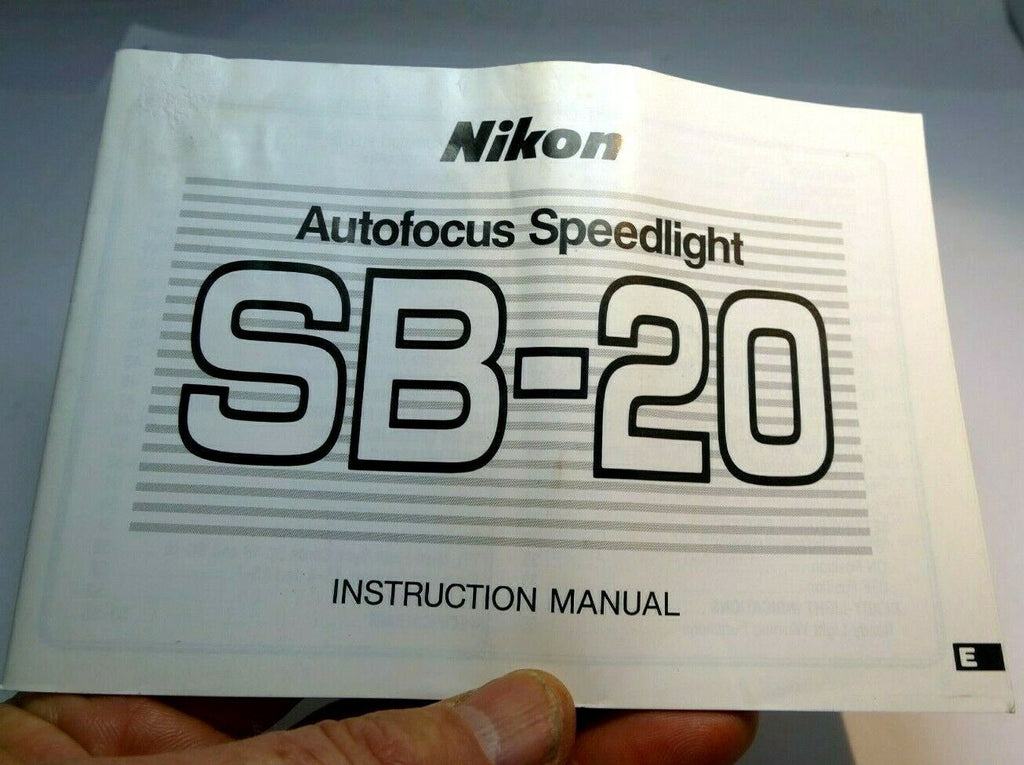 Nikon
Autofocus Speedlight
SB-20
INSTRUCTION MANUAL
E